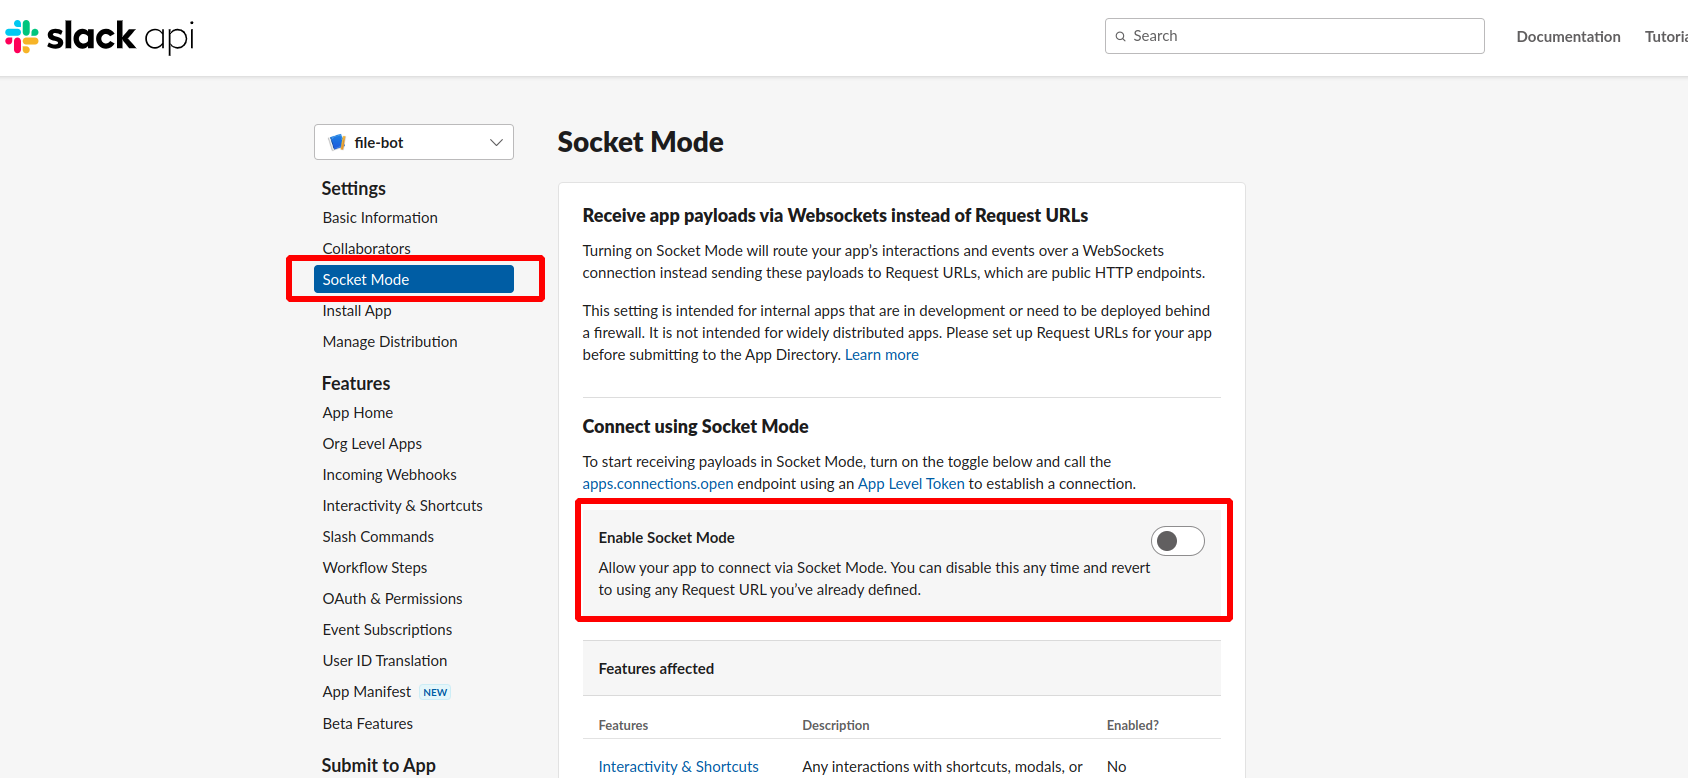 slack api
Search
Documentation
file-bot
Settings
Basic Information
Collaborators
Socket Mode
Install App
Manage Distribution
Features
App Home
Org Level Apps
Incoming Webhooks
Interactivity & Shortcuts
Slash Commands
Workflow Steps
OAuth & Permissions
Event Subscriptions
User ID Translation
App Manifest NEW
Beta Features
Submit to App
Socket Mode
Receive app payloads via Websockets instead of Request URLs
Turning on Socket Mode will route your app’s interactions and events over a WebSockets
connection instead sending these payloads to Request URLs, which are public HTTP endpoints.
This setting is intended for internal apps that are in development or need to be deployed behind
a firewall. It is not intended for widely distributed apps. Please set up Request URLs for your app
before submitting to the App Directory. Learn more
Connect using Socket Mode
To start receiving payloads in Socket Mode, turn on the toggle below and call the
apps.connections.open endpoint using an App Level Token to establish a connection.
Enable Socket Mode
Allow your app to connect via Socket Mode. You can disable this any time and revert
to using any Request URL you’ve already defined.
Features affected
Features Description Enabled?
Interactivity & Shortcuts Any interactions with shortcuts, modals, or No